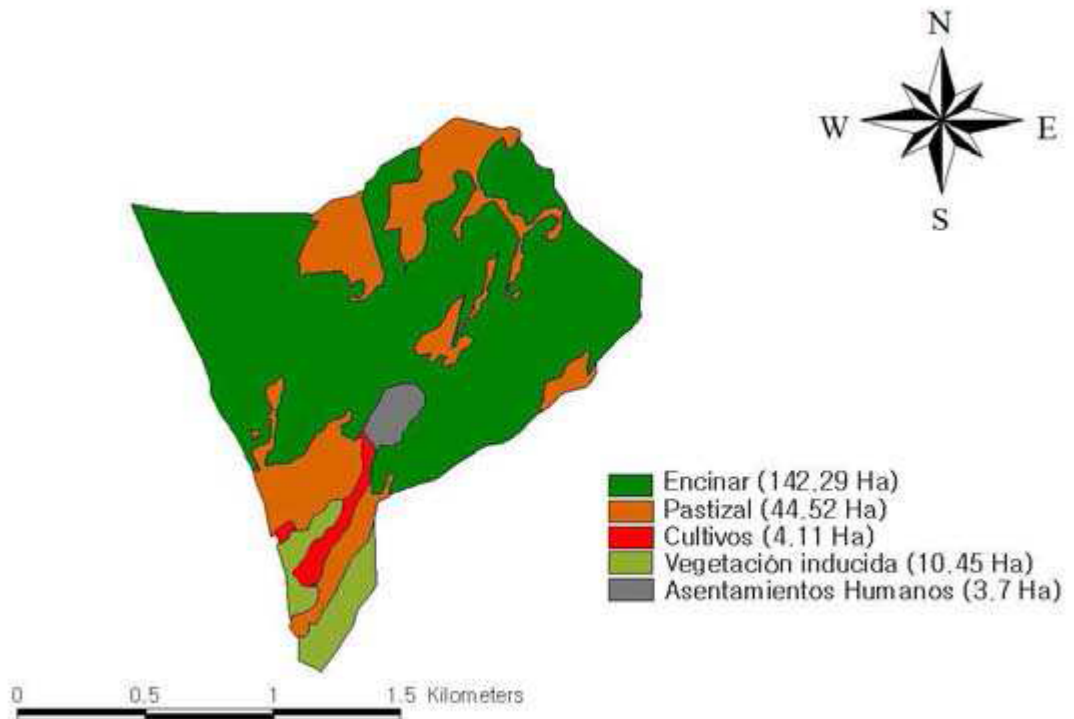 N
W E
S
Encinar (142,29 Ha)
Pastizal (44,52 Ha)
Cultivos (4,11 Ha)
Vegetación inducida (10,45 Ha)
Asentamientos Humanos (3,7 Ha)
0 0.5 1 1.5 Kilometers